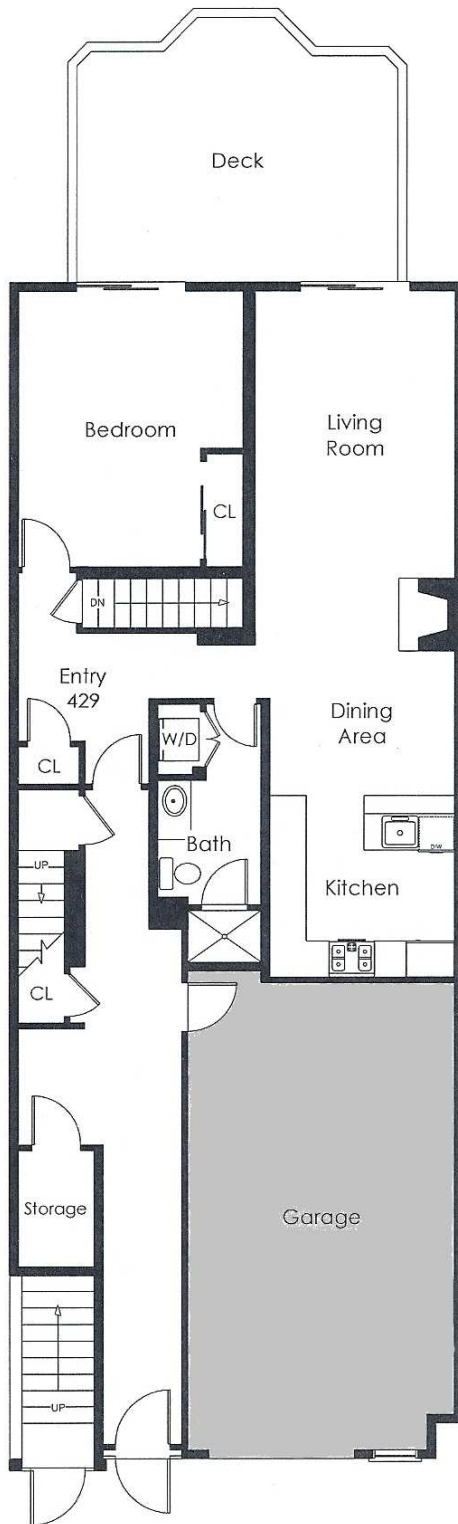 Deck
Bedroom
Living
Room
CL
DN
Entry
429
W/D
Dining
Area
CL
Bath
DW
UP
Kitchen
CL
Storage
Garage
UP